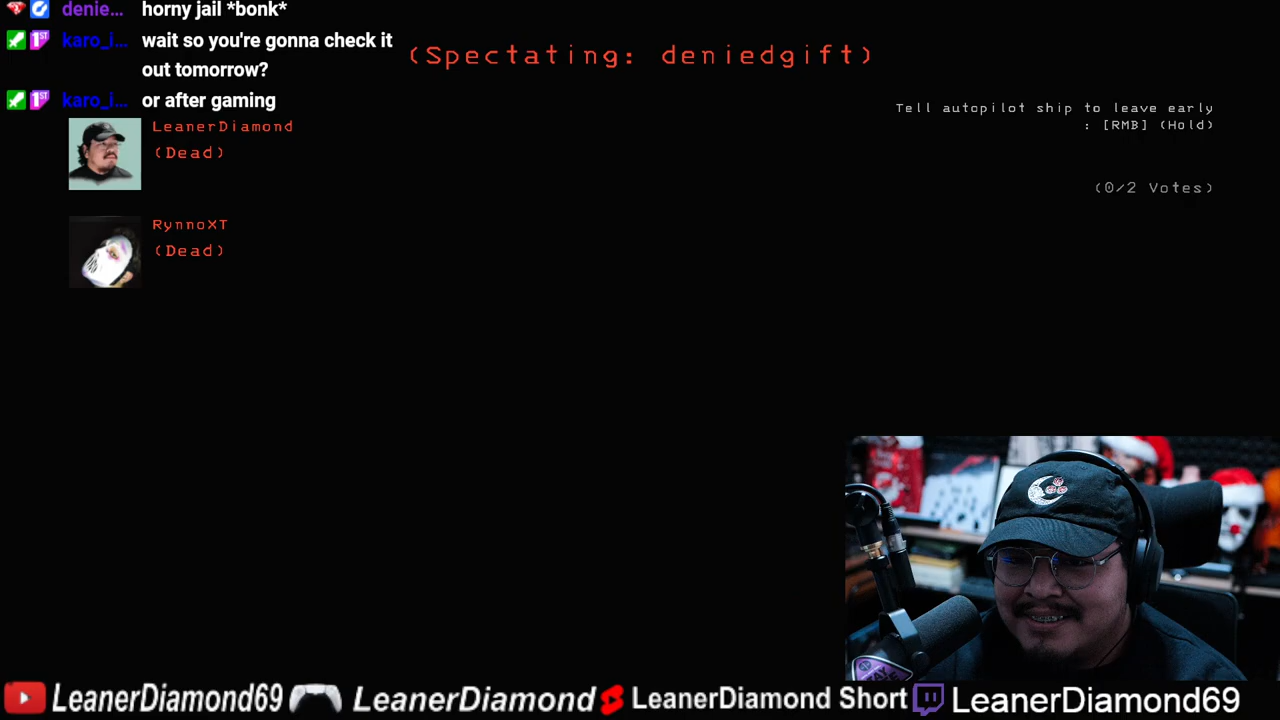 denie... horny jail *bonk*
karo_i... wait so you're gonna check it
out tomorrow?
karo_i... or after gaming
(Spectating: deniedgift)
Tell autopilot ship to leave early
: [RMB] (Hold)
(0/2 Votes)
LeanerDiamond
(Dead)
RynnoXT
(Dead)
LeanerDiamond69 LeanerDiamond LeanerDiamond Short LeanerDiamond69